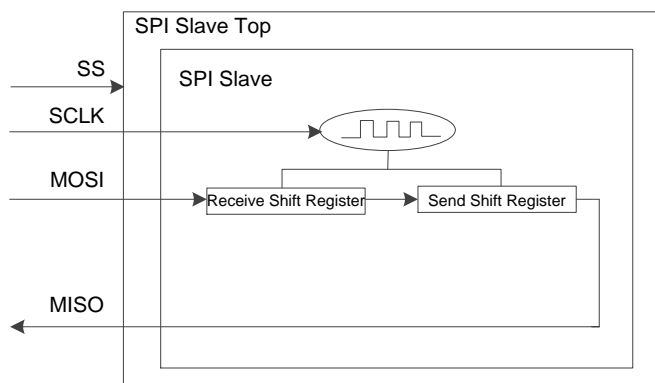 SPI Slave Top
SS
SPI Slave
SCLK
MOSI
Receive Shift Register
Send Shift Register
MISO